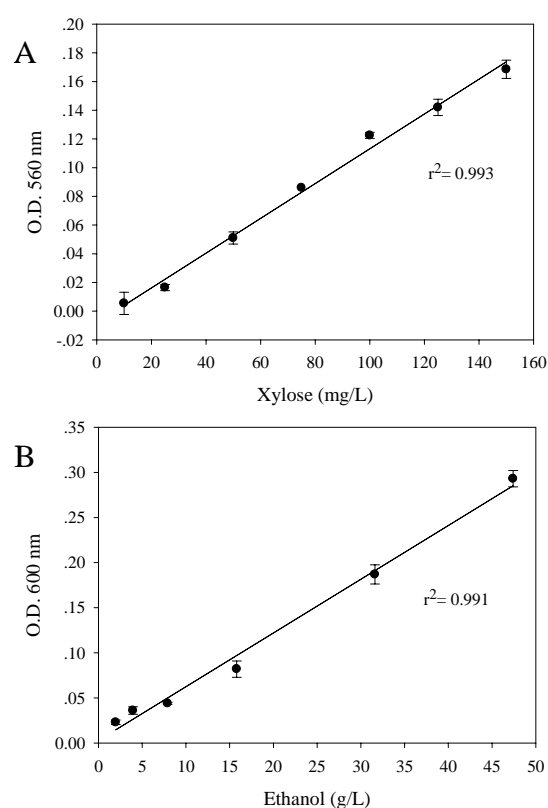 A
.20
.18
.16
.14
.12
.10
.08
.06
.04
.02
0.00
-.02
O.D. 560 nm
r²= 0.993
0 20 40 60 80 100 120 140 160
Xylose (mg/L)
B
.35
.30
.25
.20
.15
.10
.05
0.00
O.D. 600 nm
r²= 0.991
0 5 10 15 20 25 30 35 40 45 50
Ethanol (g/L)